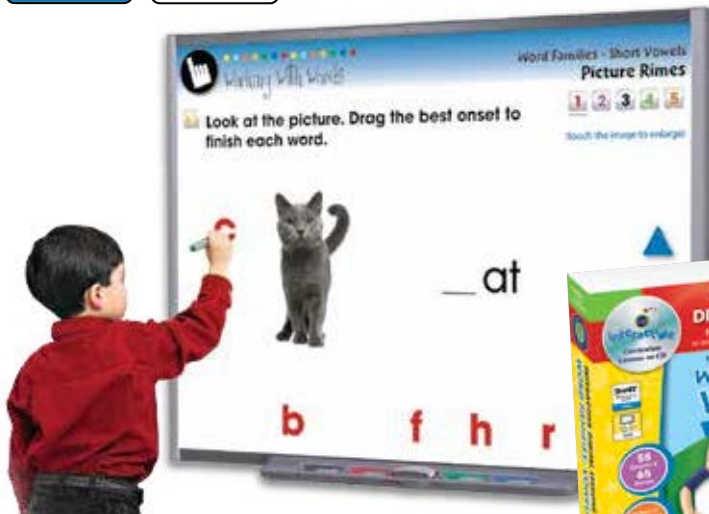 Working With Words
Word Families - Short Vowels
Picture Rimes
1 2 3 4 5
Look at the picture. Drag the best onset to
finish each word.
Touch the image to enlarge!
c
_at
b f h r
Interactive